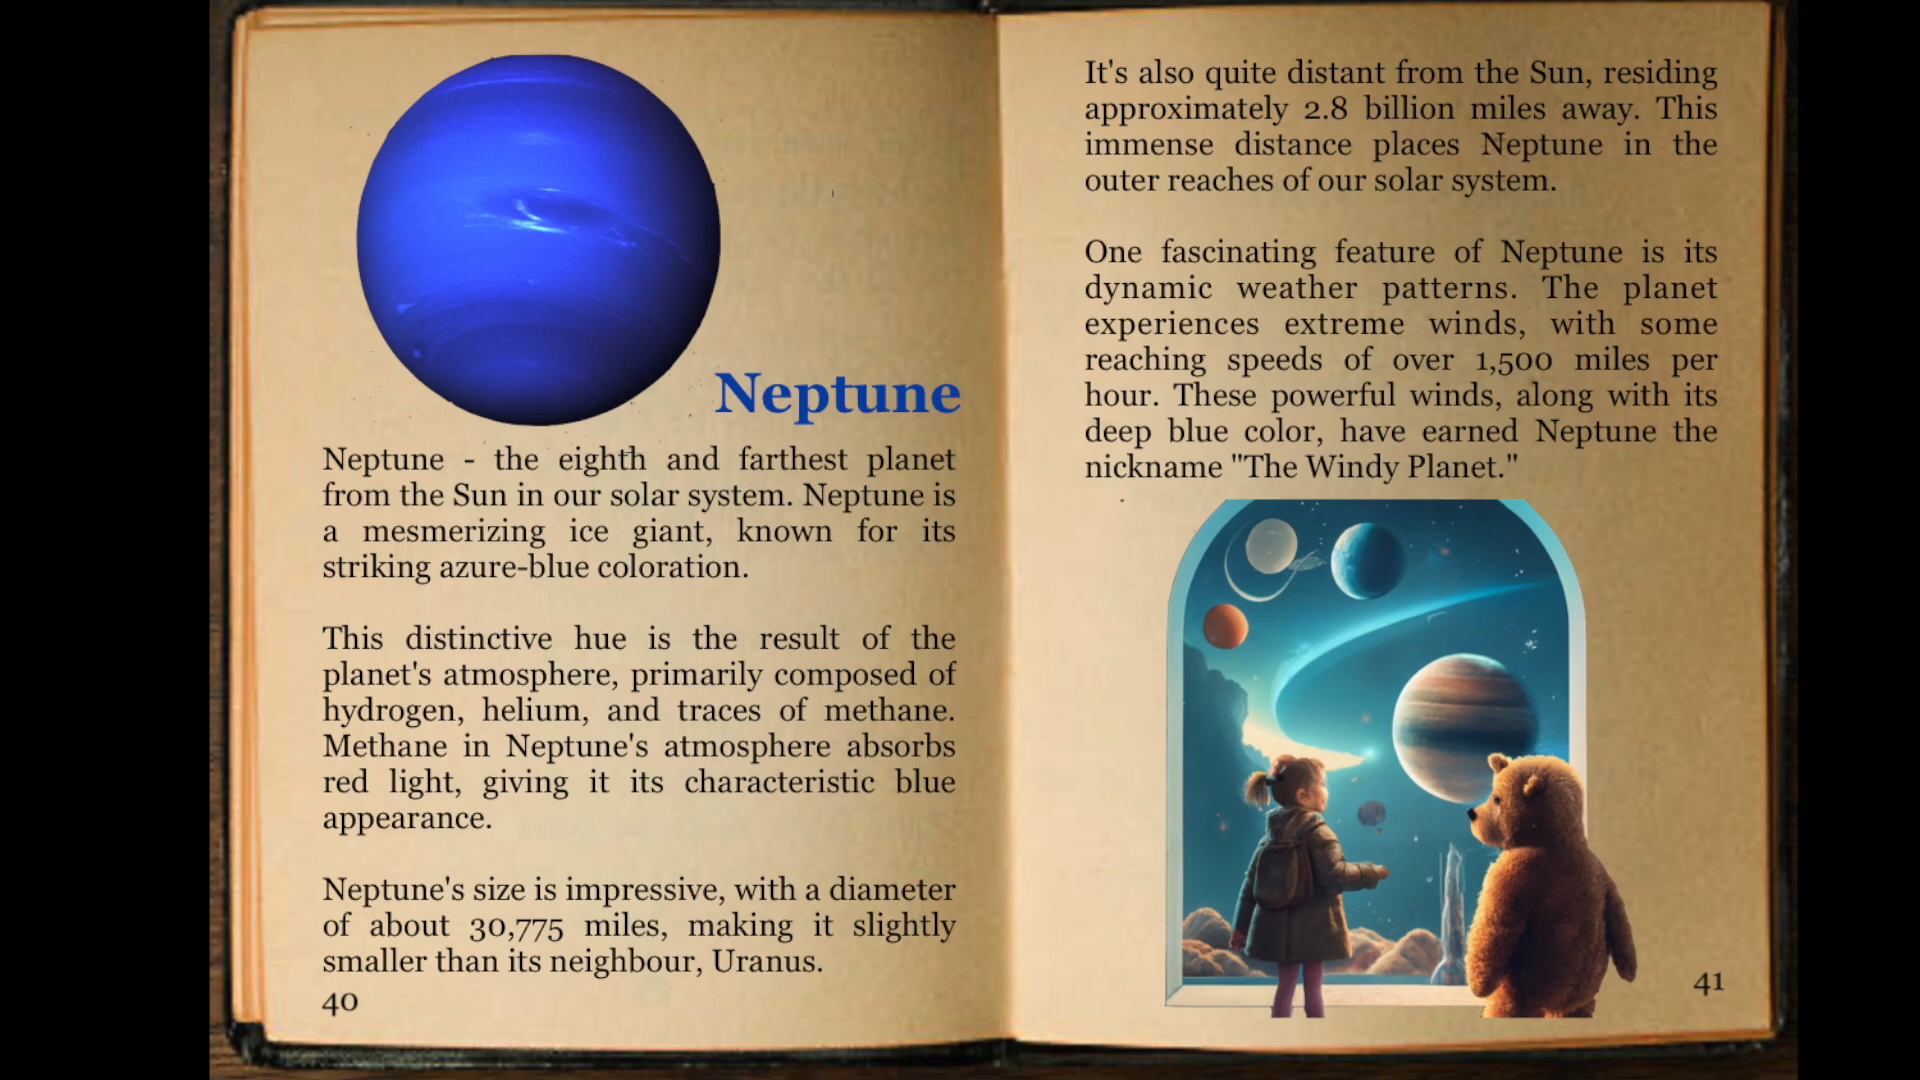 Neptune
Neptune - the eighth and farthest planet
from the Sun in our solar system. Neptune is
a mesmerizing ice giant, known for its
striking azure-blue coloration.
This distinctive hue is the result of the
planet's atmosphere, primarily composed of
hydrogen, helium, and traces of methane.
Methane in Neptune's atmosphere absorbs
red light, giving it its characteristic blue
appearance.
Neptune's size is impressive, with a diameter
of about 30,775 miles, making it slightly
smaller than its neighbour, Uranus.
40
It's also quite distant from the Sun, residing
approximately 2.8 billion miles away. This
immense distance places Neptune in the
outer reaches of our solar system.
One fascinating feature of Neptune is its
dynamic weather patterns. The planet
experiences extreme winds, with some
reaching speeds of over 1,500 miles per
hour. These powerful winds, along with its
deep blue color, have earned Neptune the
nickname "The Windy Planet."
41